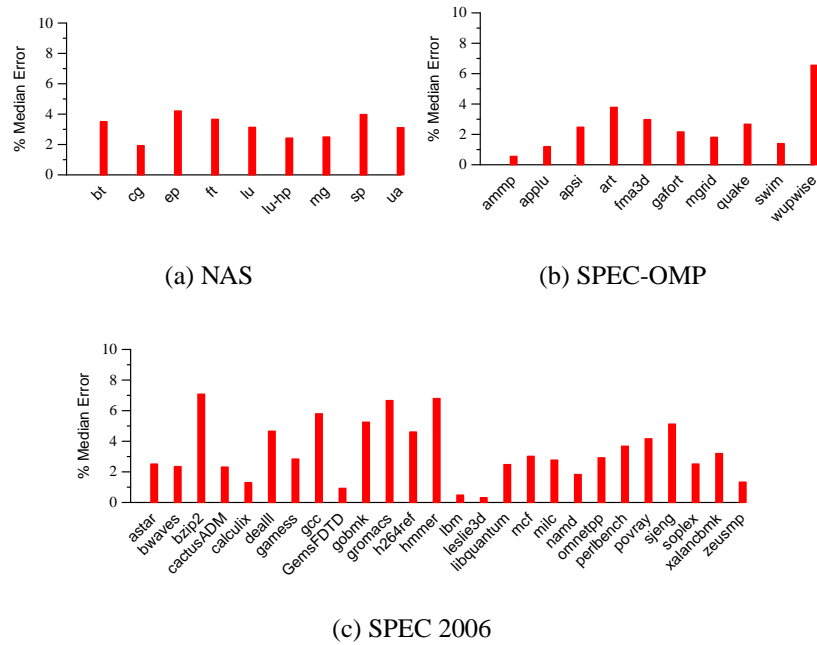 10
8
6
4
2
0
% Median Error
bt
cg
ep
ft
lu
lu-hp
mg
sp
ua
(a) NAS
10
8
6
4
2
0
% Median Error
ammp
applu
apsi
art
fma3d
gafort
mgrid
quake
swim
wupwise
(b) SPEC-OMP
10
8
6
4
2
0
% Median Error
astar
bwaves
bzip2
cactusADM
calculix
dealII
gamess
gcc
GemsFDTD
gobmk
gromacs
h264ref
hmmer
lbm
leslie3d
libquantum
mcf
milc
namd
omnetpp
perlbench
povray
sjeng
soplex
xalancbmk
zeusmp
(c) SPEC 2006